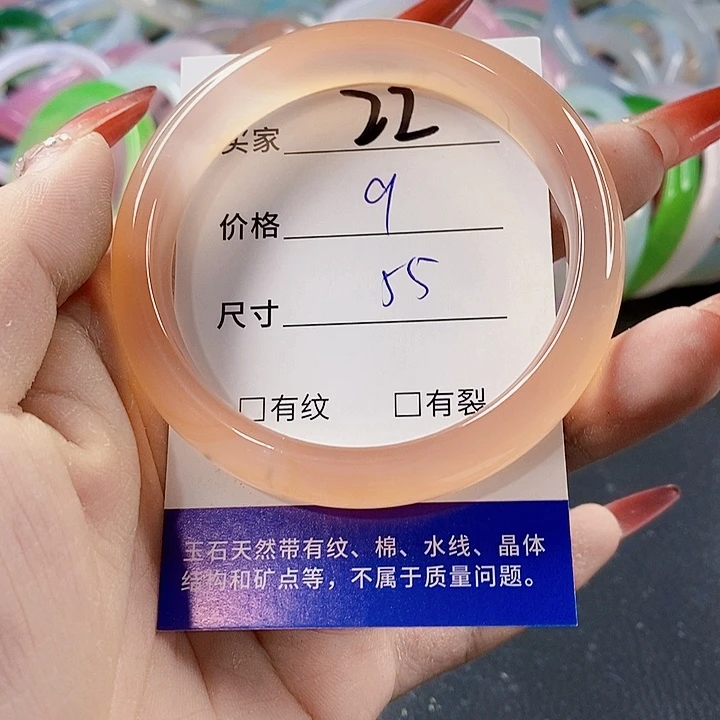 买家 22
价格 9
尺寸 55
□有纹 □有裂
玉石天然带有纹、棉、水线、晶体
结构和矿点等，不属于质量问题。